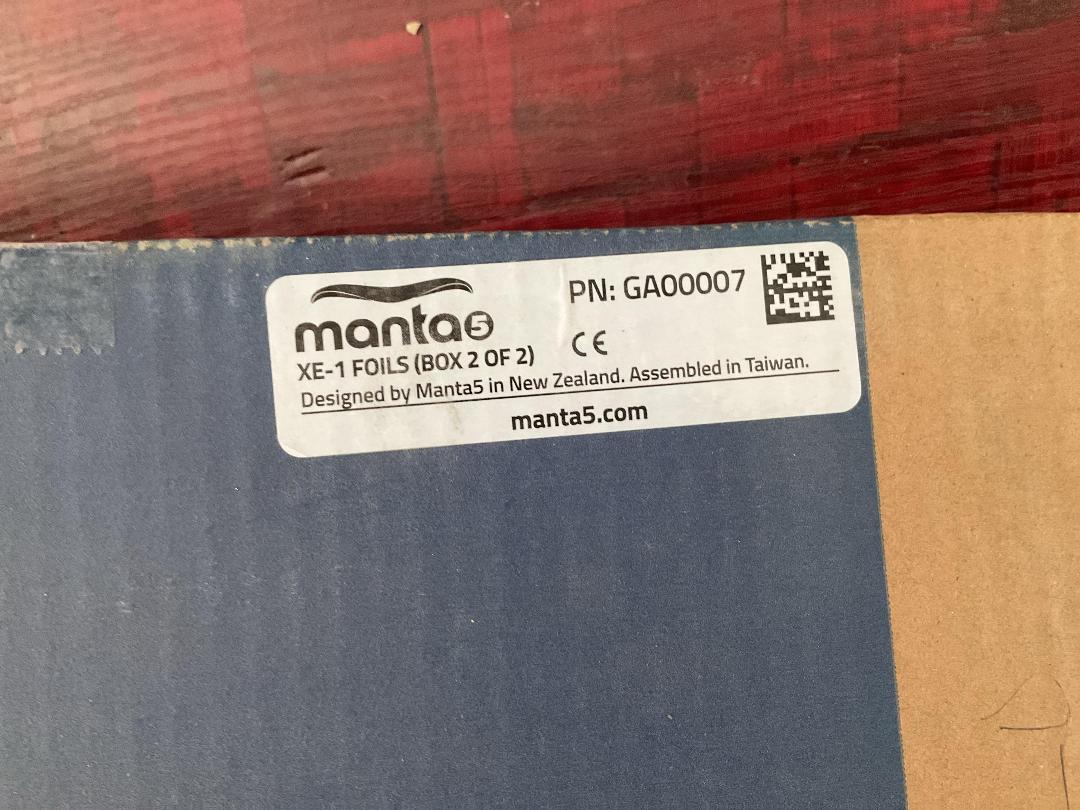 manta5
PN: GA00007
CE
XE-1 FOILS (BOX 2 OF 2)
Designed by Manta5 in New Zealand. Assembled in Taiwan.
manta5.com